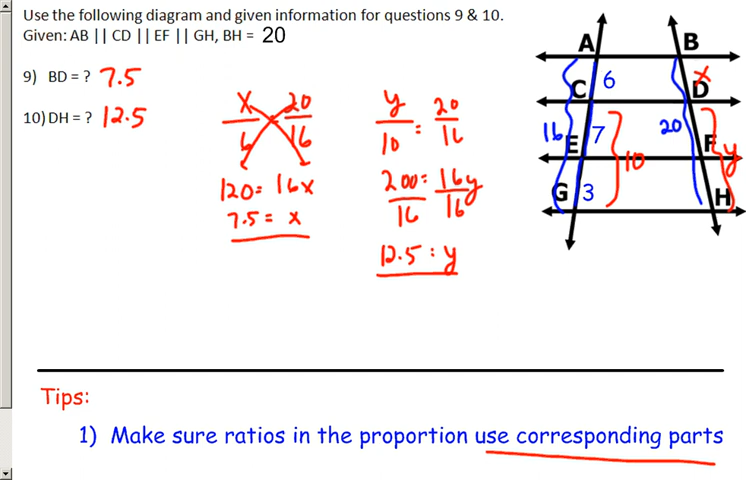 Use the following diagram and given information for questions 9 & 10.
Given: AB || CD || EF || GH, BH = 20
9) BD = ? 7.5
10) DH = ? 12.5
x/6 = 20/16
120 = 16x
7.5 = x
y/10 = 20/16
200/16 = 16y/16
12.5 = y
A B
6 x
C D
16 7 20 F
E 10 y
G 3 H
Tips:
1) Make sure ratios in the proportion use corresponding parts